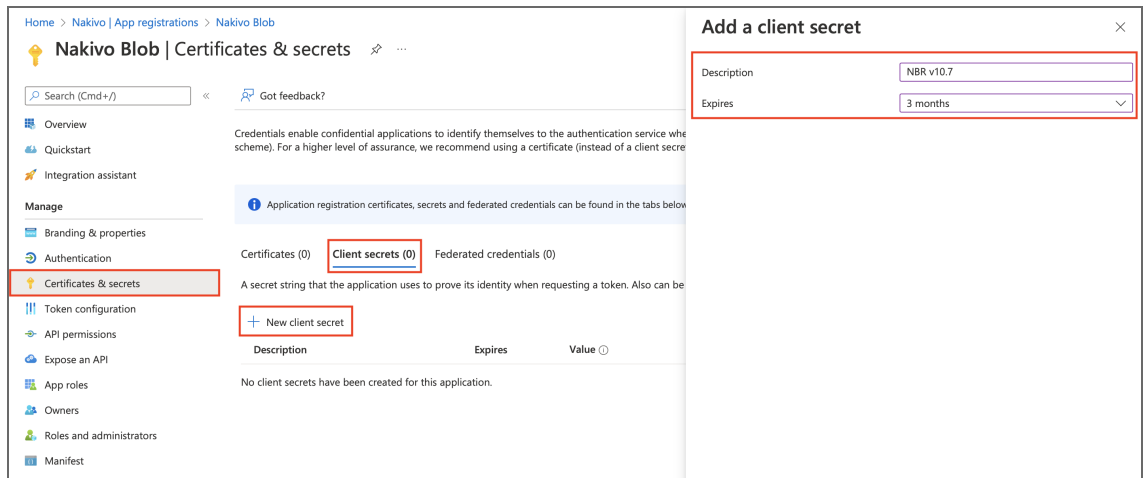 Home > Nakivo | App registrations > Nakivo Blob
Nakivo Blob | Certificates & secrets
Search (Cmd+/)
Overview
Quickstart
Integration assistant
Manage
Branding & properties
Authentication
Certificates & secrets
Token configuration
API permissions
Expose an API
App roles
Owners
Roles and administrators
Manifest
Got feedback?
Credentials enable confidential applications to identify themselves to the authentication service whe
scheme). For a higher level of assurance, we recommend using a certificate (instead of a client secre
Application registration certificates, secrets and federated credentials can be found in the tabs below
Certificates (0) Client secrets (0) Federated credentials (0)
A secret string that the application uses to prove its identity when requesting a token. Also can be
New client secret
Description Expires Value
No client secrets have been created for this application.
Add a client secret
Description NBR v10.7
Expires 3 months